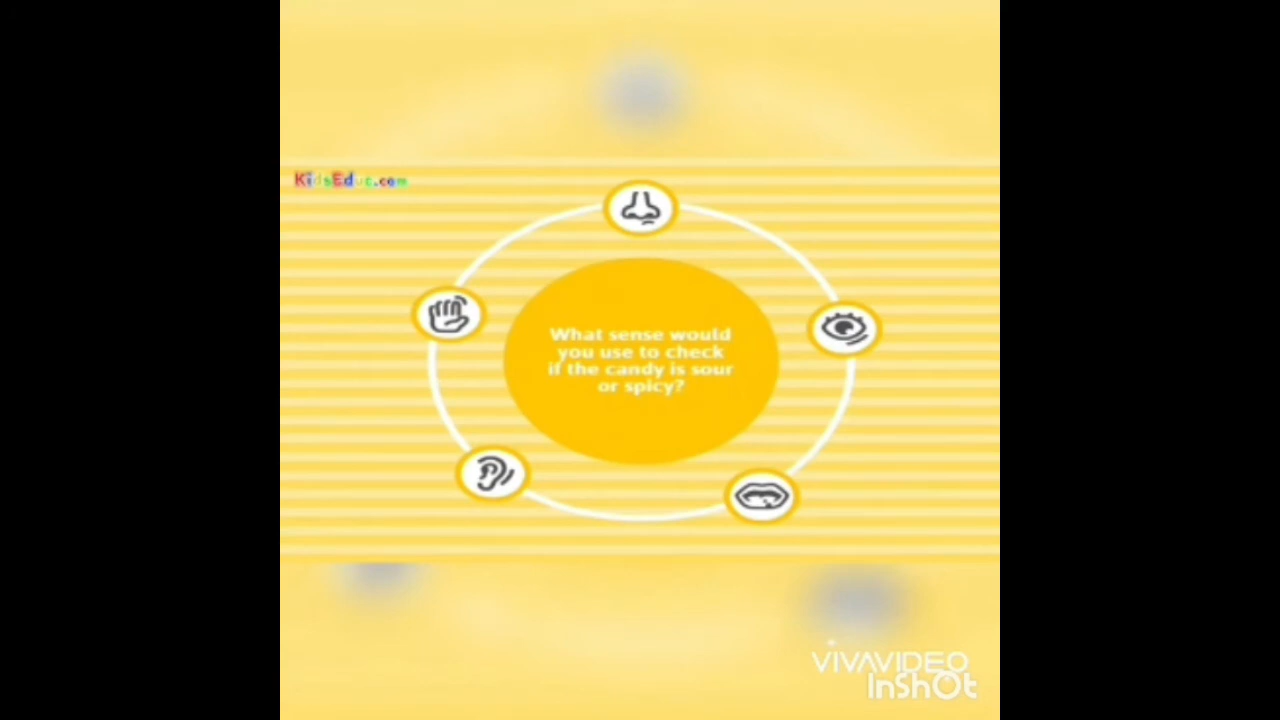 KidsEduc.com
What sense would
you use to check
if the candy is sour
or spicy?
VIVAVIDEO
InShOt